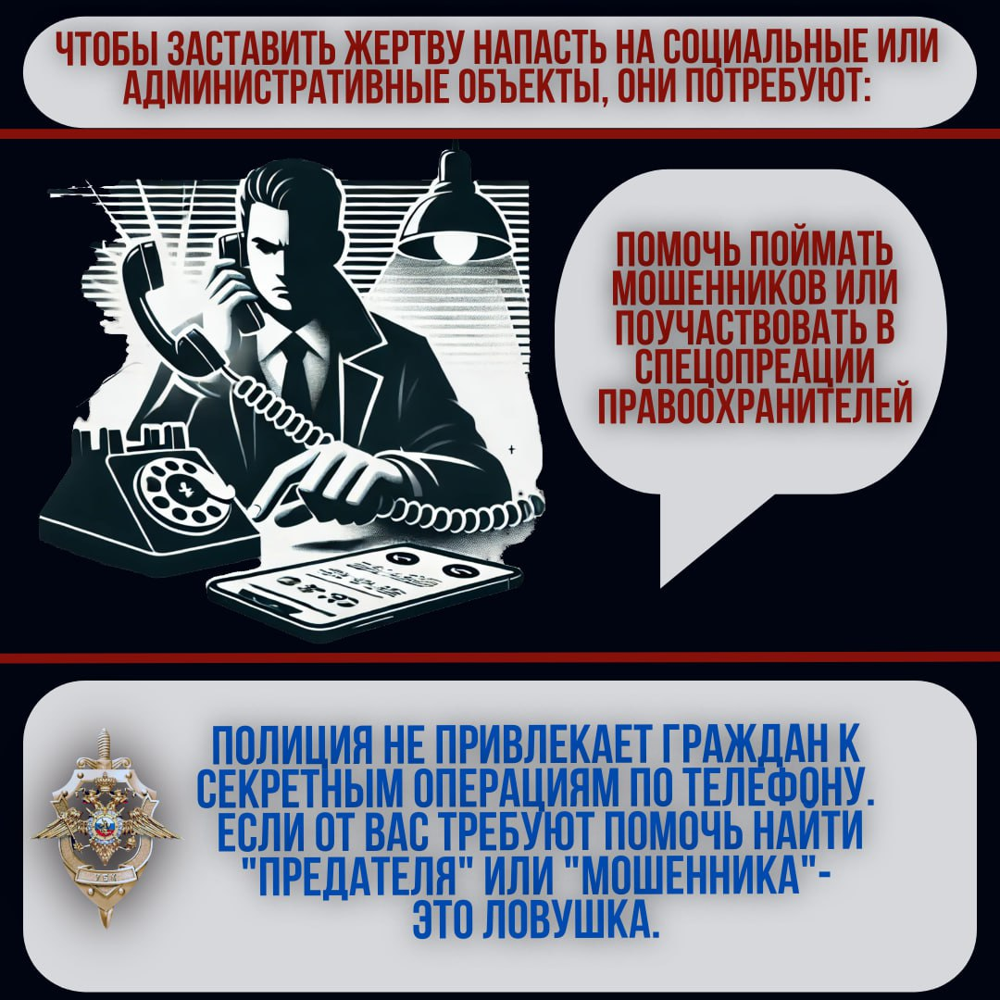 ЧТОБЫ ЗАСТАВИТЬ ЖЕРТВУ НАПАСТЬ НА СОЦИАЛЬНЫЕ ИЛИ
АДМИНИСТРАТИВНЫЕ ОБЪЕКТЫ, ОНИ ПОТРЕБУЮТ:
ПОМОЧЬ ПОЙМАТЬ
МОШЕННИКОВ ИЛИ
ПОУЧАСТВОВАТЬ В
СПЕЦОПРЕАЦИИ
ПРАВООХРАНИТЕЛЕЙ
ПОЛИЦИЯ НЕ ПРИВЛЕКАЕТ ГРАЖДАН К
СЕКРЕТНЫМ ОПЕРАЦИЯМ ПО ТЕЛЕФОНУ.
ЕСЛИ ОТ ВАС ТРЕБУЮТ ПОМОЧЬ НАЙТИ
"ПРЕДАТЕЛЯ" ИЛИ "МОШЕННИКА"-
ЭТО ЛОВУШКА.